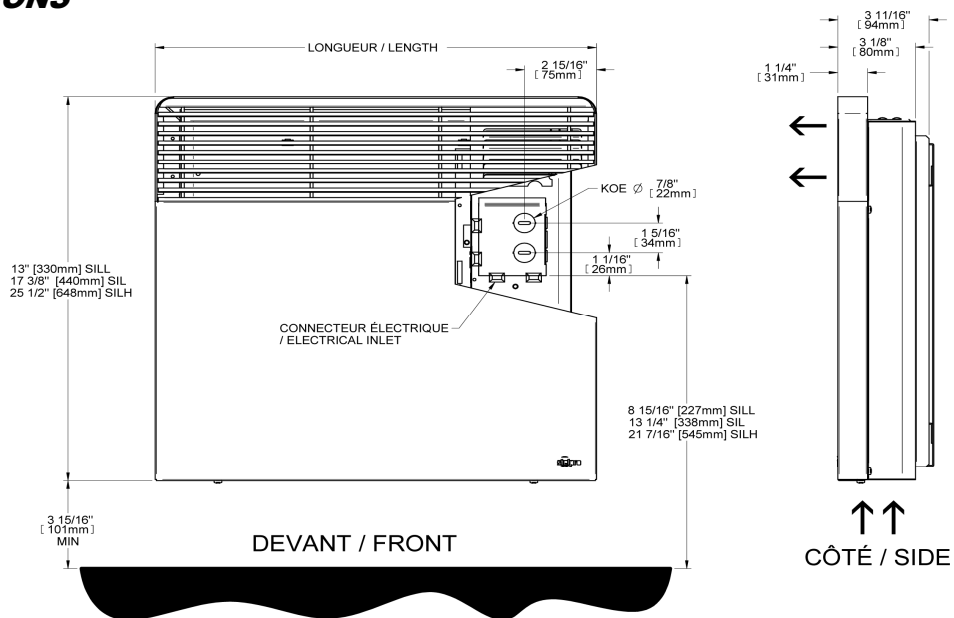 LONGUEUR / LENGTH
2 15/16"
[75mm]
KOE Ø 7/8"
[22mm]
1 5/16"
[34mm]
1 1/16"
[26mm]
13" [330mm] SILL
17 3/8" [440mm] SIL
25 1/2" [648mm] SILH
CONNECTEUR ÉLECTRIQUE
/ ELECTRICAL INLET
8 15/16" [227mm] SILL
13 1/4" [338mm] SIL
21 7/16" [545mm] SILH
3 15/16"
[101mm]
MIN
DEVANT / FRONT
3 11/16"
[94mm]
3 1/8"
[80mm]
1 1/4"
[31mm]
CÔTÉ / SIDE